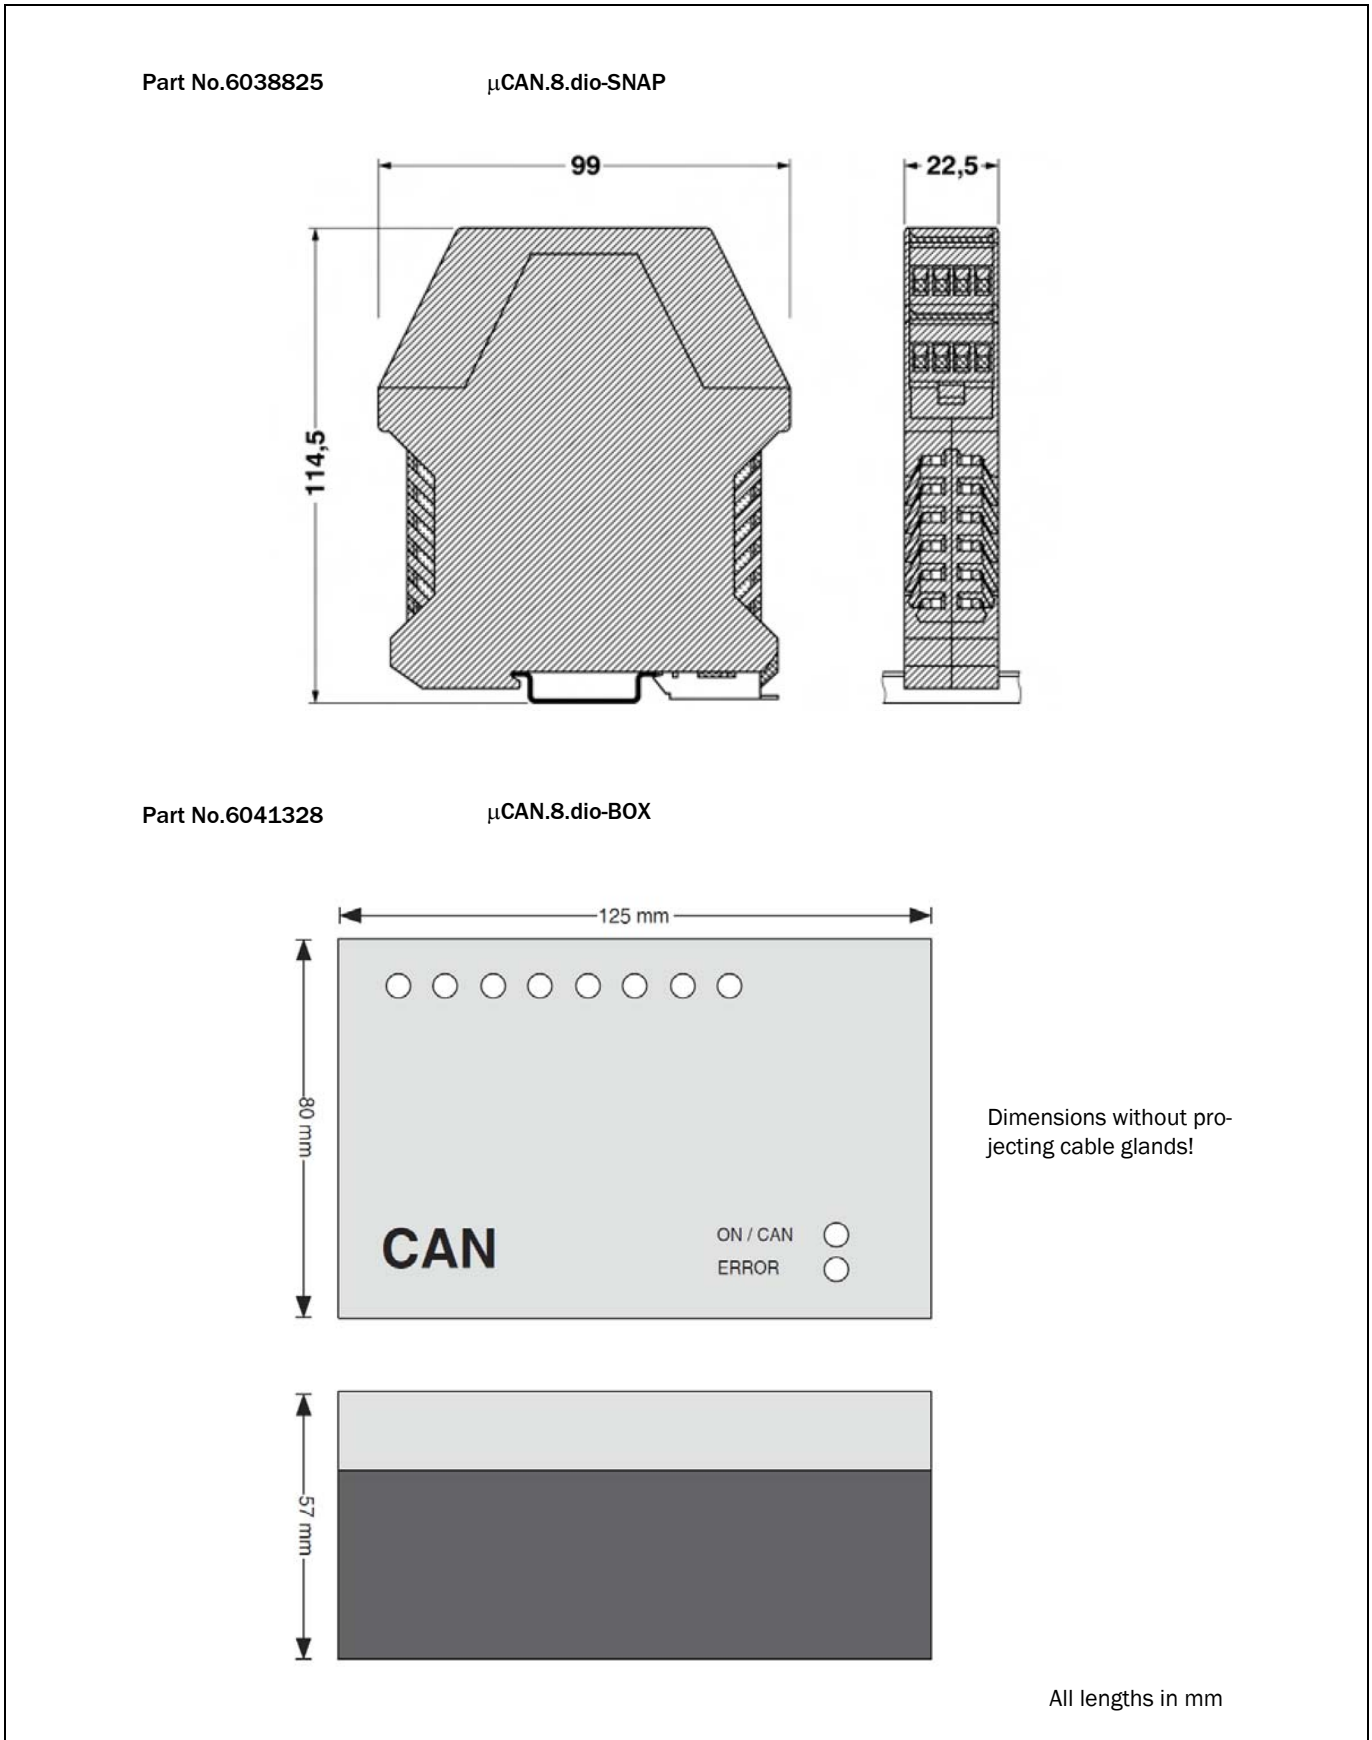 Part No.6038825 μCAN.8.dio-SNAP
99
22,5
114,5
Part No.6041328 μCAN.8.dio-BOX
125 mm
80 mm
Dimensions without pro-
jecting cable glands!
CAN
ON / CAN
ERROR
57 mm
All lengths in mm